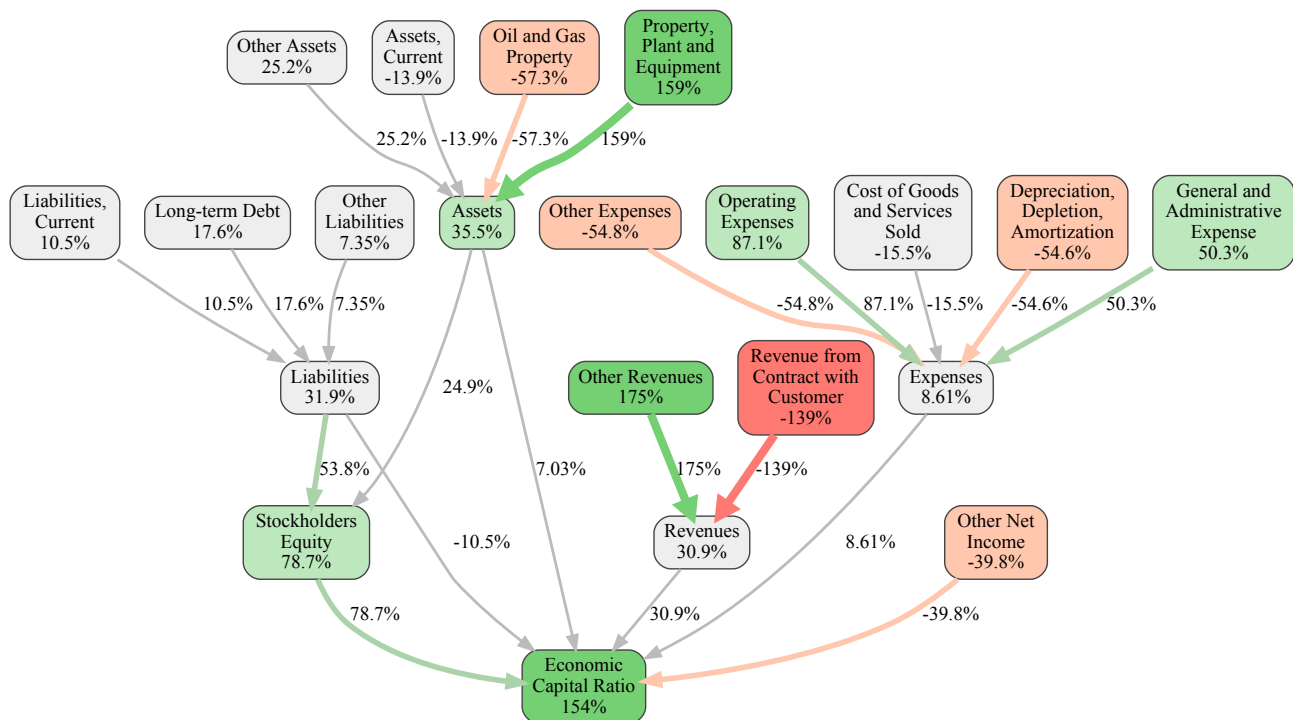 Other Assets
25.2%
Assets,
Current
-13.9%
Oil and Gas
Property
-57.3%
Property,
Plant and
Equipment
159%
25.2%
-13.9%
-57.3%
159%
Liabilities,
Current
10.5%
Long-term Debt
17.6%
Other
Liabilities
7.35%
Assets
35.5%
Other Expenses
-54.8%
Operating
Expenses
87.1%
Cost of Goods
and Services
Sold
-15.5%
Depreciation,
Depletion,
Amortization
-54.6%
General and
Administrative
Expense
50.3%
10.5%
17.6%
7.35%
-54.8%
87.1%
-15.5%
-54.6%
50.3%
Liabilities
31.9%
24.9%
Other Revenues
175%
Revenue from
Contract with
Customer
-139%
Expenses
8.61%
53.8%
7.03%
175%
-139%
Stockholders
Equity
78.7%
-10.5%
Revenues
30.9%
8.61%
Other Net
Income
-39.8%
78.7%
30.9%
-39.8%
Economic
Capital Ratio
154%